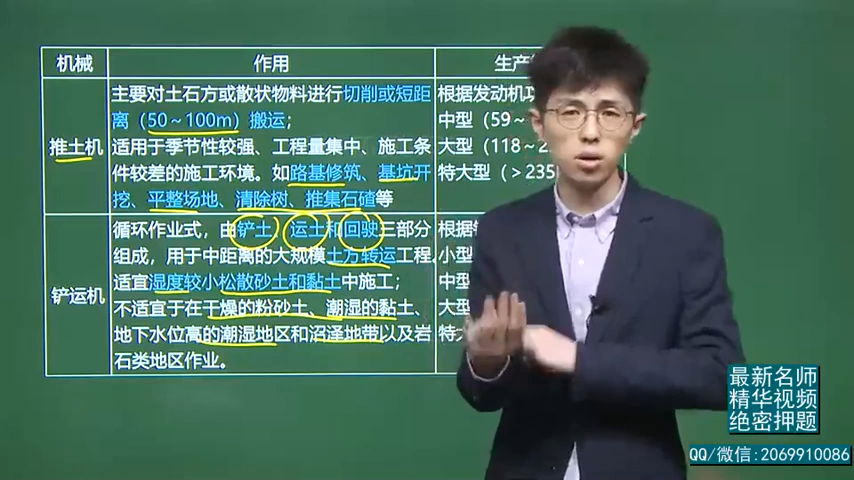 机械
作用
生产
推土机
主要对土石方或散状物料进行切削或短距
离（50～100m）搬运；
适用于季节性较强、工程量集中、施工条
件较差的施工环境。如路基修筑、基坑开
挖、平整场地、清除树、推集石碴等
根据发动机功
中型（59～
大型（118～2
特大型（＞235
铲运机
循环作业式，由铲土、运土和回驶三部分
组成，用于中距离的大规模土方转运工程，
适宜湿度较小松散砂土和黏土中施工；
不适宜于在干燥的粉砂土、潮湿的黏土、
地下水位高的潮湿地区和沼泽地带以及岩
石类地区作业。
根据
小型
中型
大型
特大
最新名师
精华视频
绝密押题
QQ/微信:2069910086